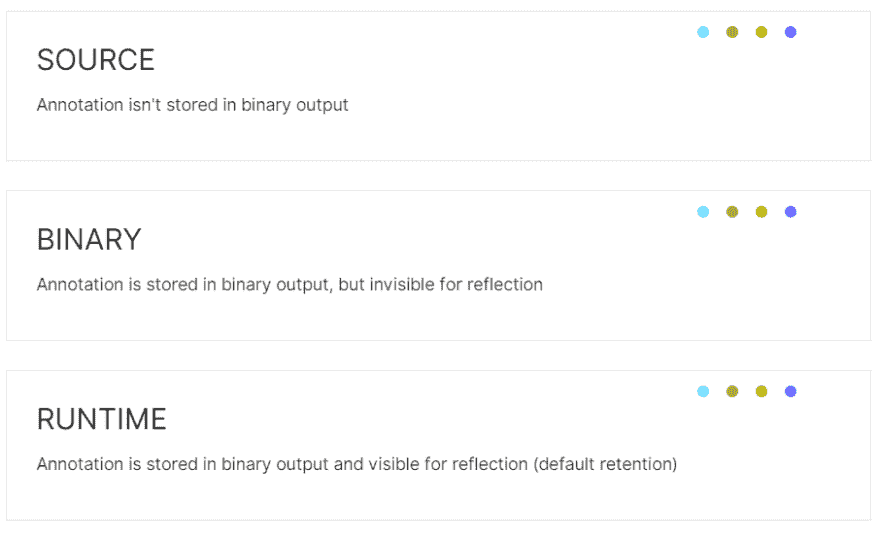 SOURCE
Annotation isn't stored in binary output
BINARY
Annotation is stored in binary output, but invisible for reflection
RUNTIME
Annotation is stored in binary output and visible for reflection (default retention)